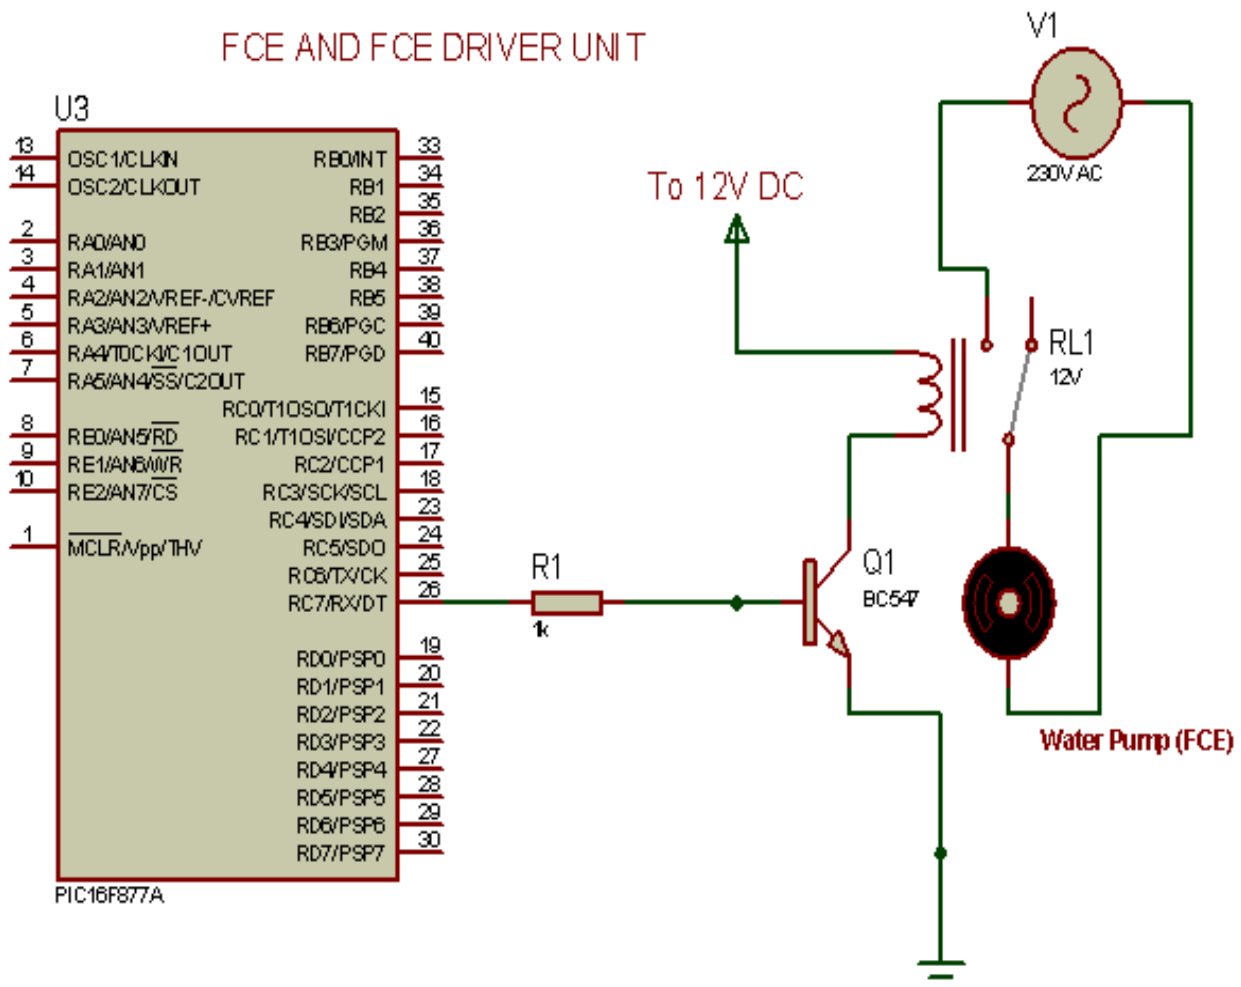 FCE AND FCE DRIVER UNIT
V1
230V AC
To 12V DC
U3
13 OSC1/CLKIN RB0/INT 33
14 OSC2/CLKOUT RB1 34
RB2 35
2 RA0/AN0 RB3/PGM 36
3 RA1/AN1 RB4 37
4 RA2/AN2/VREF-/CVREF RB5 38
5 RA3/AN3/VREF+ RB6/PGC 39
6 RA4/T0CKI/C1OUT RB7/PGD 40
7 RA5/AN4/SS/C2OUT
RC0/T1OSO/T1CKI 15
8 RE0/AN5/RD RC1/T1OSI/CCP2 16
9 RE1/AN6/WR RC2/CCP1 17
10 RE2/AN7/CS RC3/SCK/SCL 18
RC4/SDI/SDA 23
1 MCLR/Vpp/THV RC5/SDO 24
RC6/TX/CK 25
RC7/RX/DT 26
RD0/PSP0 19
RD1/PSP1 20
RD2/PSP2 21
RD3/PSP3 22
RD4/PSP4 27
RD5/PSP5 28
RD6/PSP6 29
RD7/PSP7 30
PIC16F877A
R1
1k
Q1
BC547
RL1
12V
Water Pump (FCE)